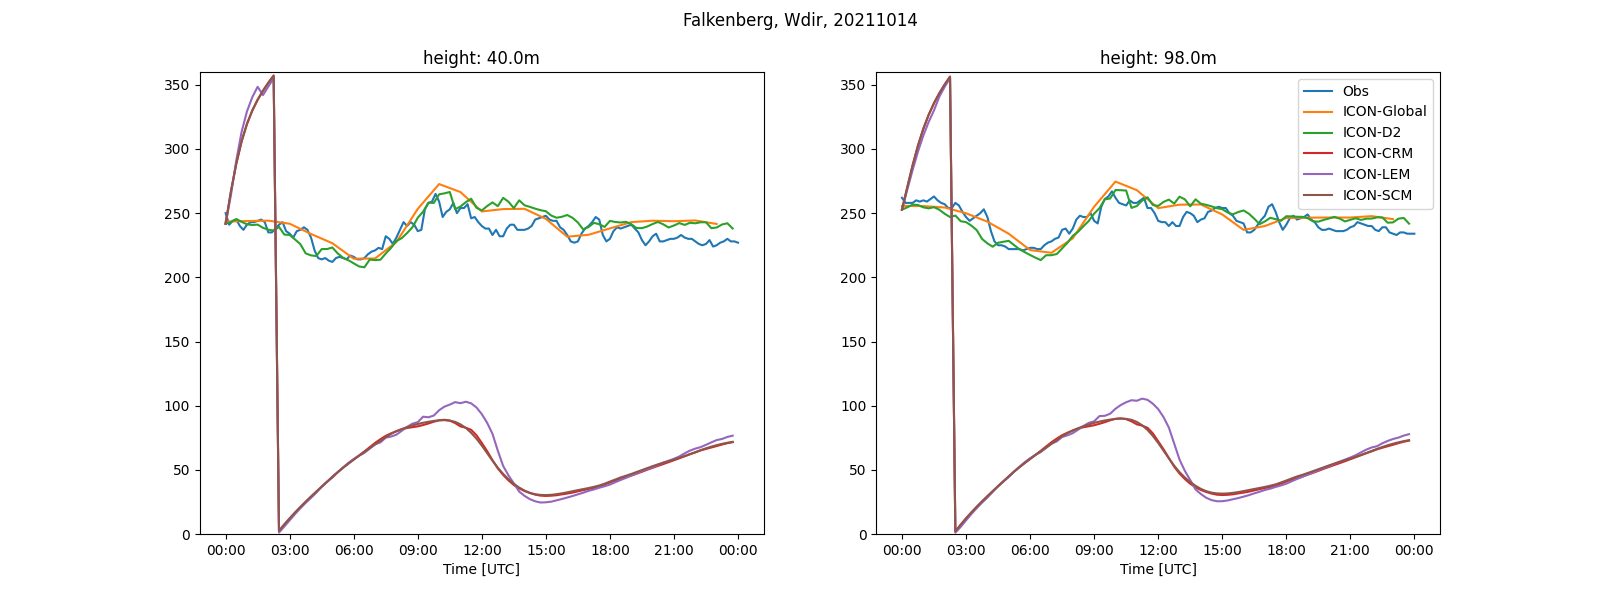 Falkenberg, Wdir, 20211014
height: 40.0m
350
300
250
200
150
100
50
0
00:00 03:00 06:00 09:00 12:00 15:00 18:00 21:00 00:00
Time [UTC]
height: 98.0m
350
300
250
200
150
100
50
0
00:00 03:00 06:00 09:00 12:00 15:00 18:00 21:00 00:00
Time [UTC]
Obs
ICON-Global
ICON-D2
ICON-CRM
ICON-LEM
ICON-SCM